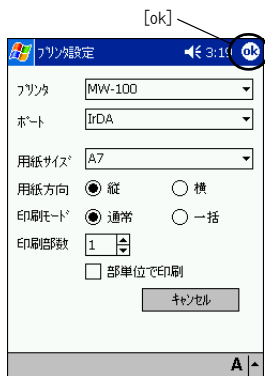 [ok]
プリンタ設定 3:19 ok
プリンタ MW-100
ポート IrDA
用紙サイズ A7
用紙方向 縦 横
印刷モード 通常 一括
印刷部数 1
部単位で印刷
キャンセル
A